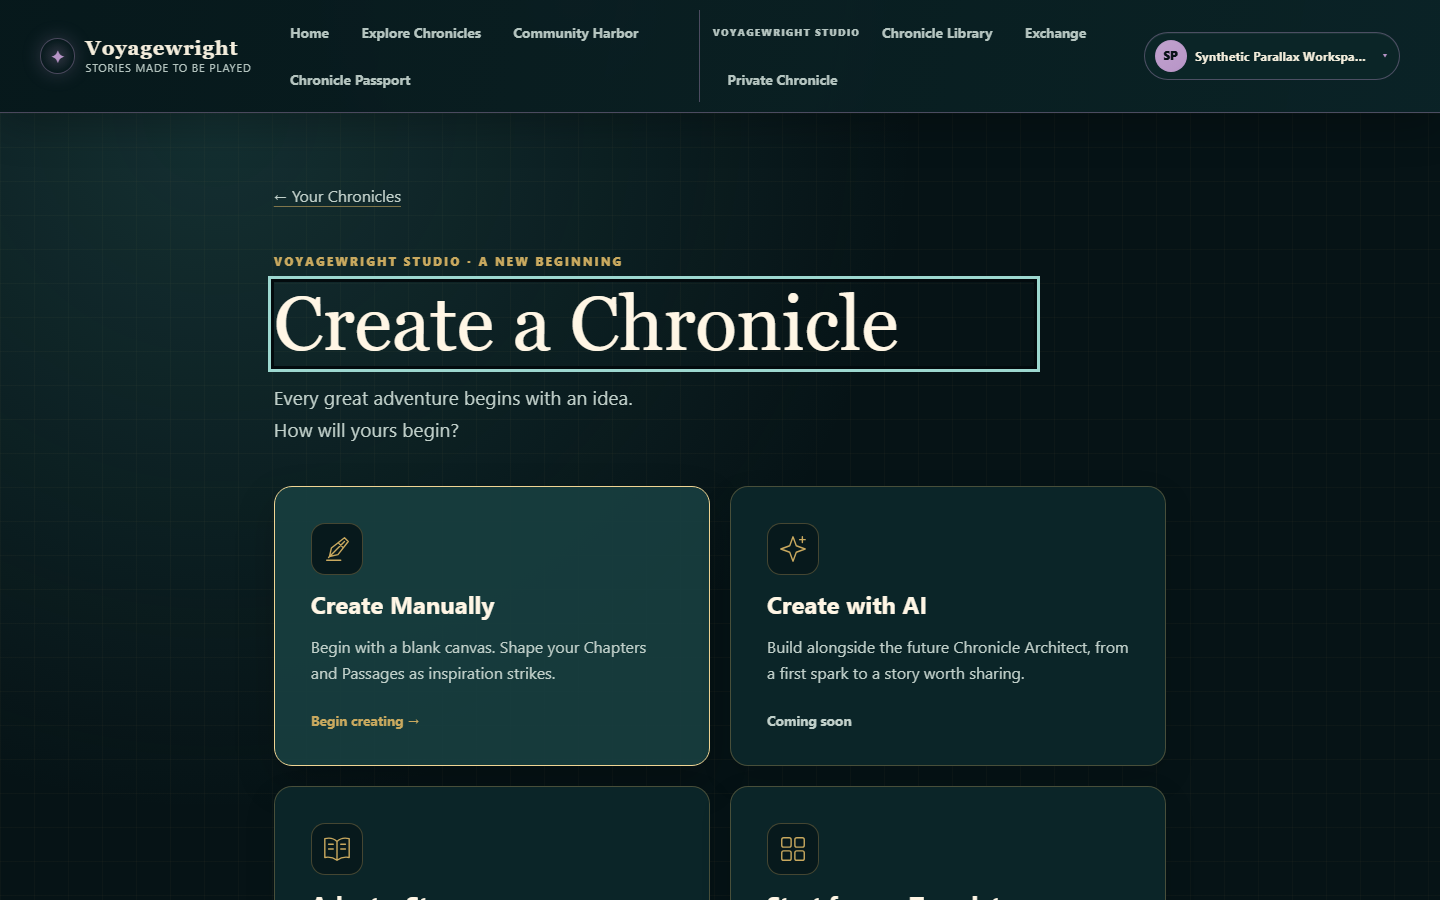 Voyagewright
STORIES MADE TO BE PLAYED
Home
Explore Chronicles
Community Harbor
Chronicle Passport
VOYAGEWRIGHT STUDIO
Chronicle Library
Exchange
Private Chronicle
SP
Synthetic Parallax Workspa...
← Your Chronicles
VOYAGEWRIGHT STUDIO · A NEW BEGINNING
Create a Chronicle
Every great adventure begins with an idea.
How will yours begin?
Create Manually
Begin with a blank canvas. Shape your Chapters
and Passages as inspiration strikes.
Begin creating →
Create with AI
Build alongside the future Chronicle Architect, from
a first spark to a story worth sharing.
Coming soon